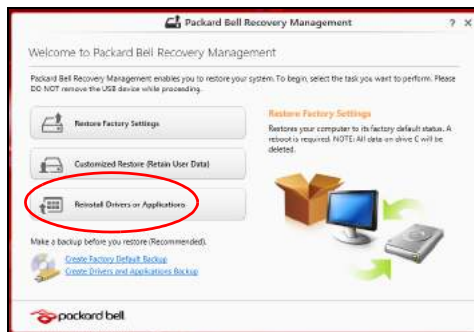 Packard Bell Recovery Management
? X
Welcome to Packard Bell Recovery Management
Packard Bell Recovery Management enables you to restore your system. To begin, select the task you want to perform. Please
DO NOT remove the USB device while proceeding.
Restore Factory Settings
Customized Restore (Retain User Data)
Reinstall Drivers or Applications
Restore Factory Settings
Restores your computer to its factory default status. A
reboot is required. NOTE: All data on drive C will be
deleted.
Make a backup before you restore (Recommended).
Create Factory Default Backup
Create Drivers and Applications Backup
packard bell